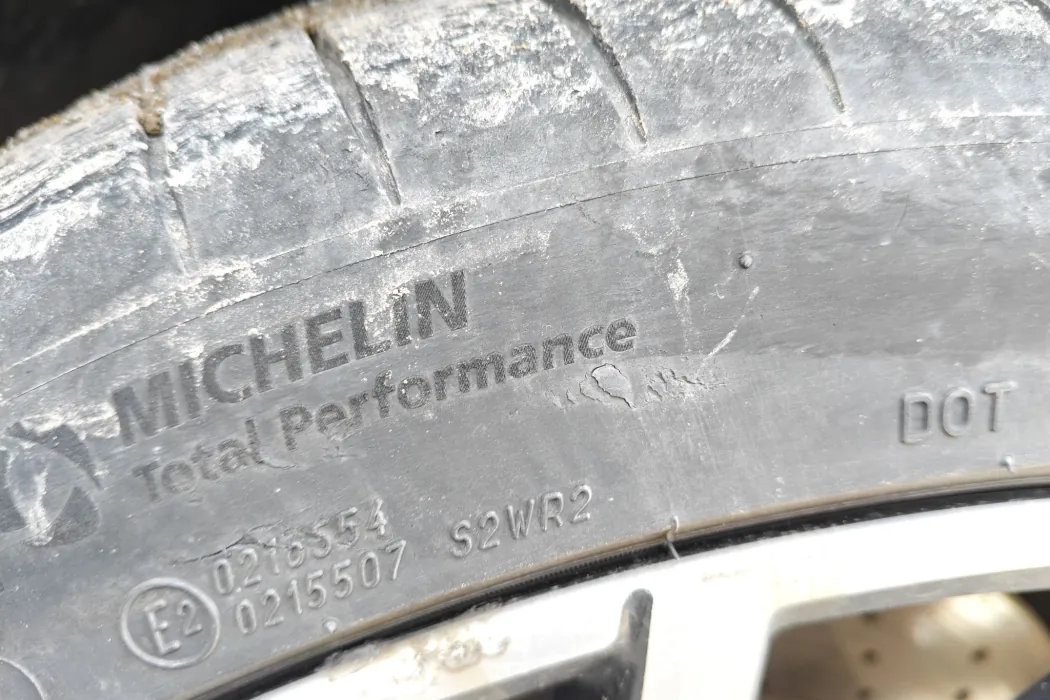 MICHELIN
Total Performance
DOT
0216554
0215507
S2WR2
E2